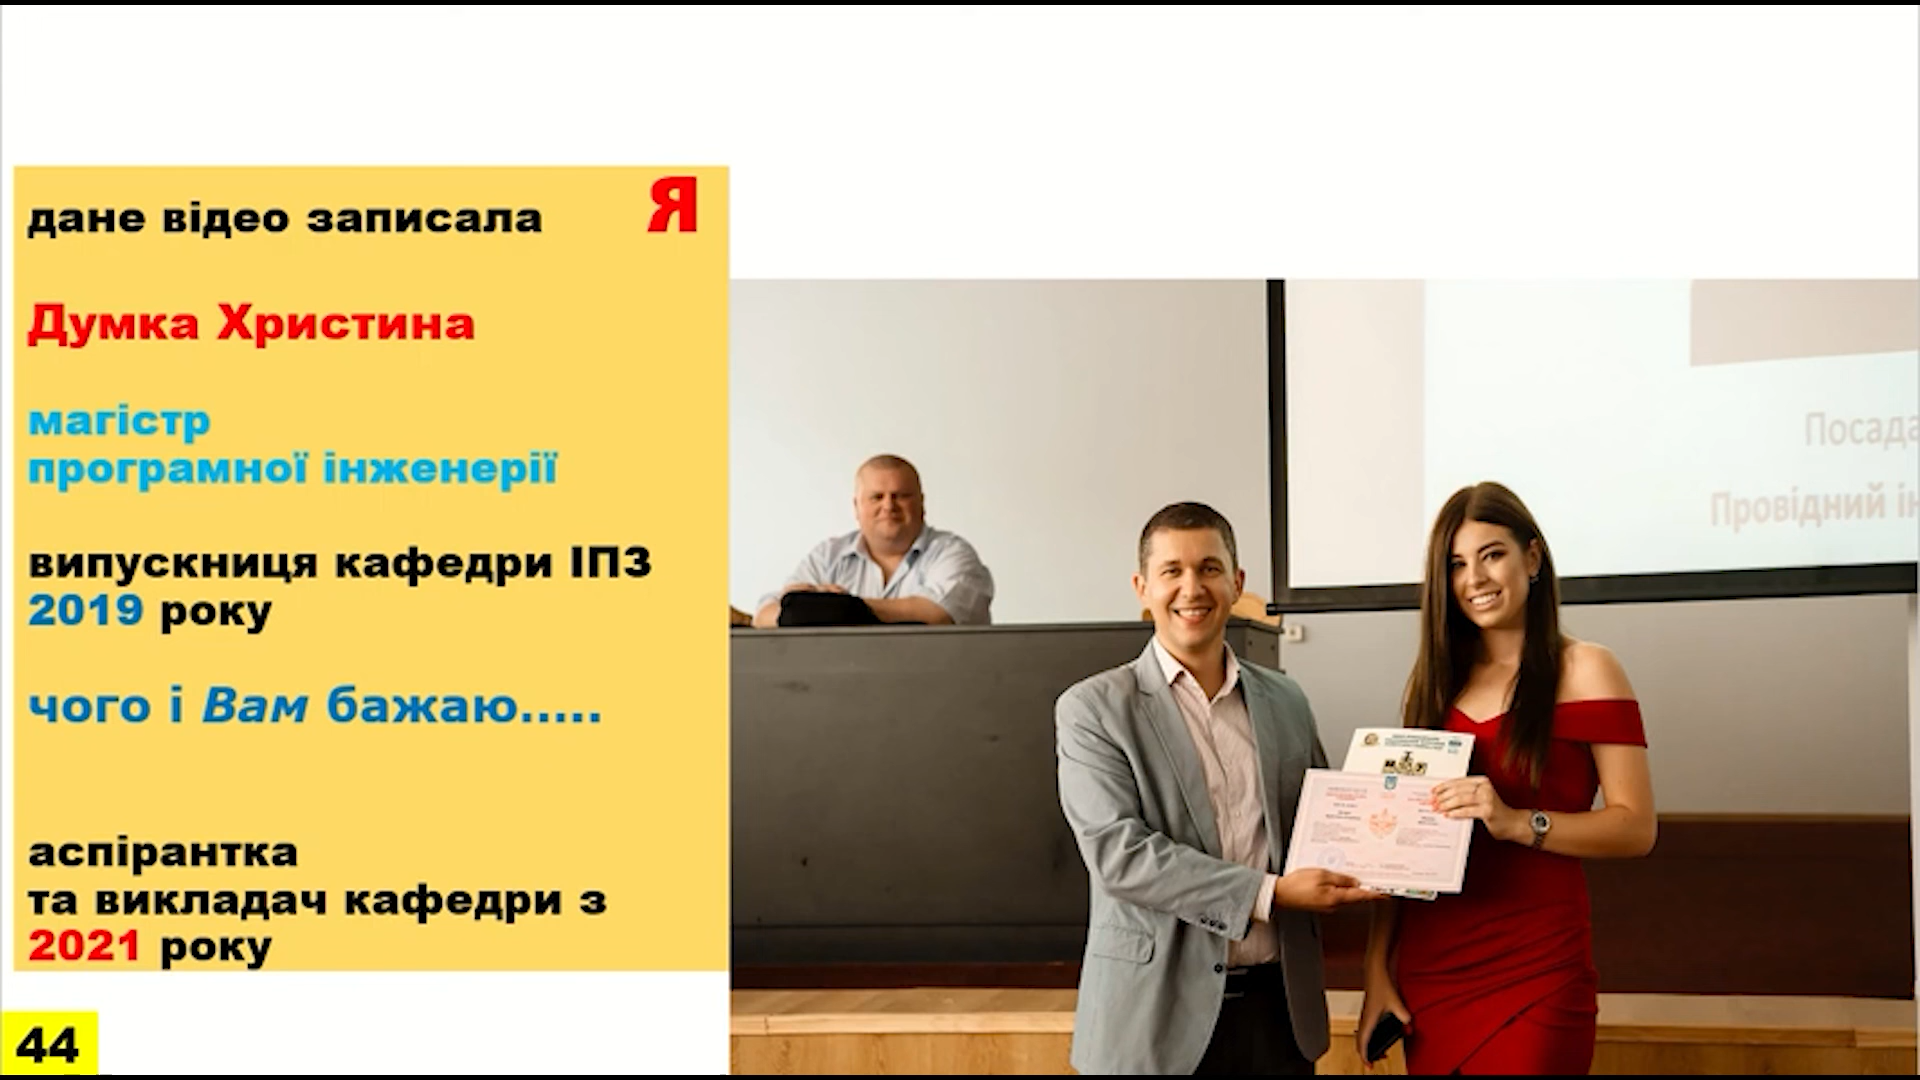 дане відео записала Я
Думка Христина
магістр
програмної інженерії
випускниця кафедри ІПЗ
2019 року
чого і Вам бажаю.....
аспірантка
та викладач кафедри з
2021 року
44
Посада
Провідний ін